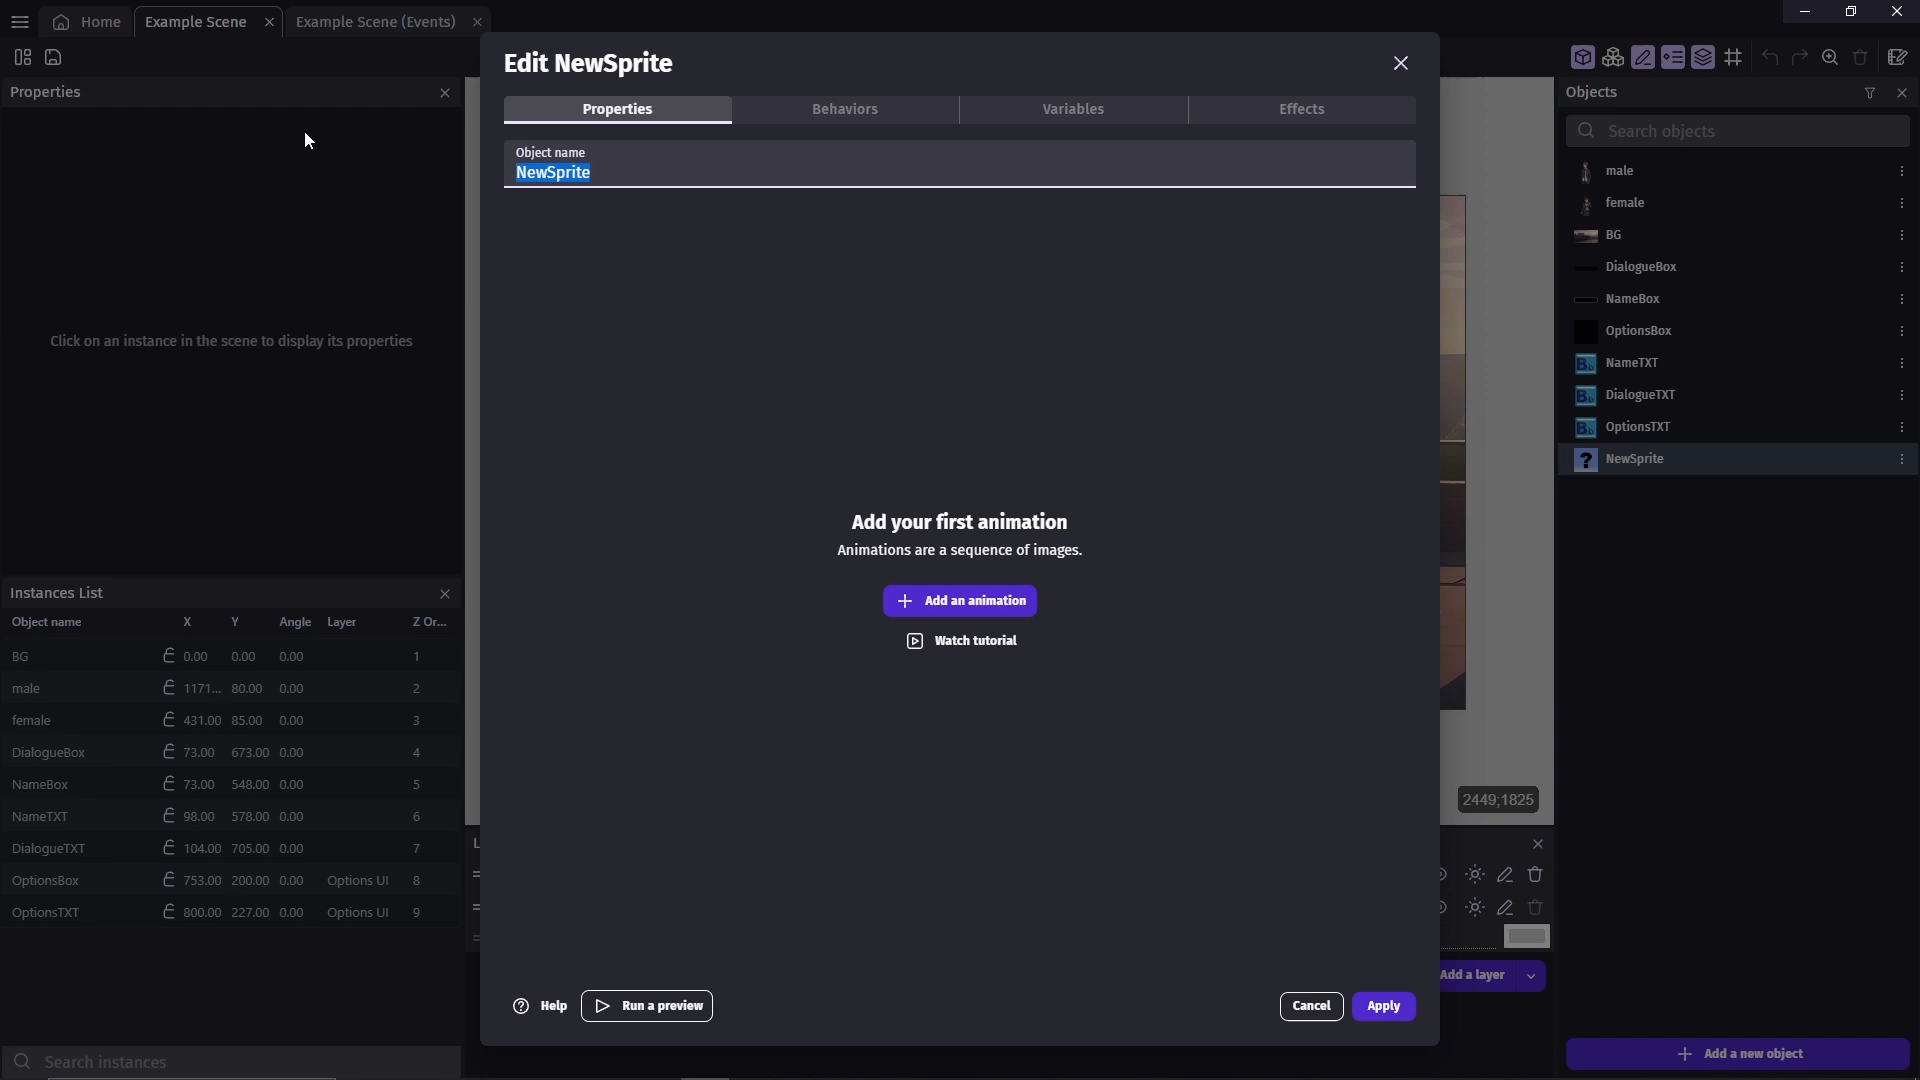 Home
Example Scene
Example Scene (Events)
Properties
Click on an instance in the scene to display its properties
Instances List
Object name X Y Angle Layer Z Or...
BG 0.00 0.00 0.00 1
male 1171... 80.00 0.00 2
female 431.00 85.00 0.00 3
DialogueBox 73.00 673.00 0.00 4
NameBox 73.00 548.00 0.00 5
NameTXT 98.00 578.00 0.00 6
DialogueTXT 104.00 705.00 0.00 7
OptionsBox 753.00 200.00 0.00 Options UI 8
OptionsTXT 800.00 227.00 0.00 Options UI 9
Search instances
Edit NewSprite
Properties Behaviors Variables Effects
Object name
NewSprite
Add your first animation
Animations are a sequence of images.
Add an animation
Watch tutorial
Help
Run a preview
Cancel
Apply
2449;1825
Add a layer
Objects
Search objects
male
female
BG
DialogueBox
NameBox
OptionsBox
NameTXT
DialogueTXT
OptionsTXT
NewSprite
Add a new object